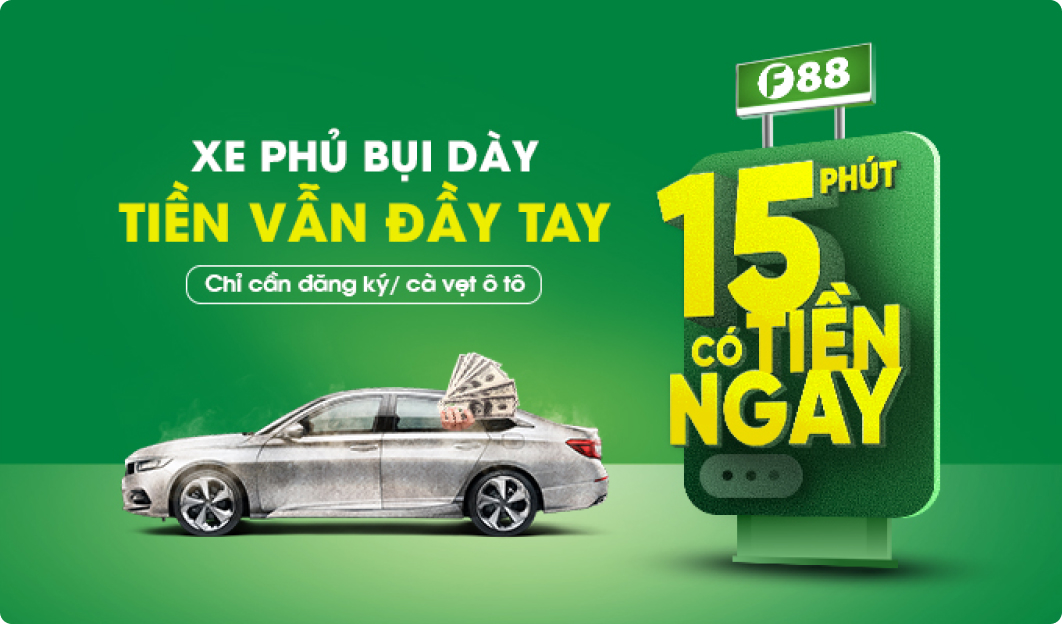 XE PHỦ BỤI DÀY
TIỀN VẪN ĐẦY TAY
Chỉ cần đăng ký/ cà vẹt ô tô
F88
15 PHÚT
CÓ TIỀN
NGAY